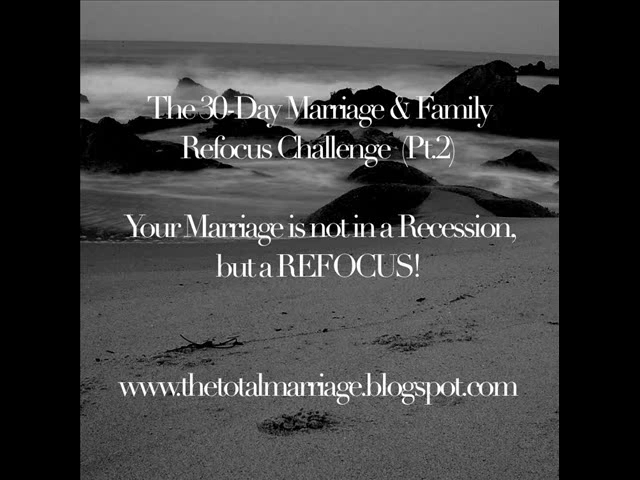 The 30-Day Marriage & Family
Refocus Challenge (Pt.2)
Your Marriage is not in a Recession,
but a REFOCUS!
www.thetotalmarriage.blogspot.com